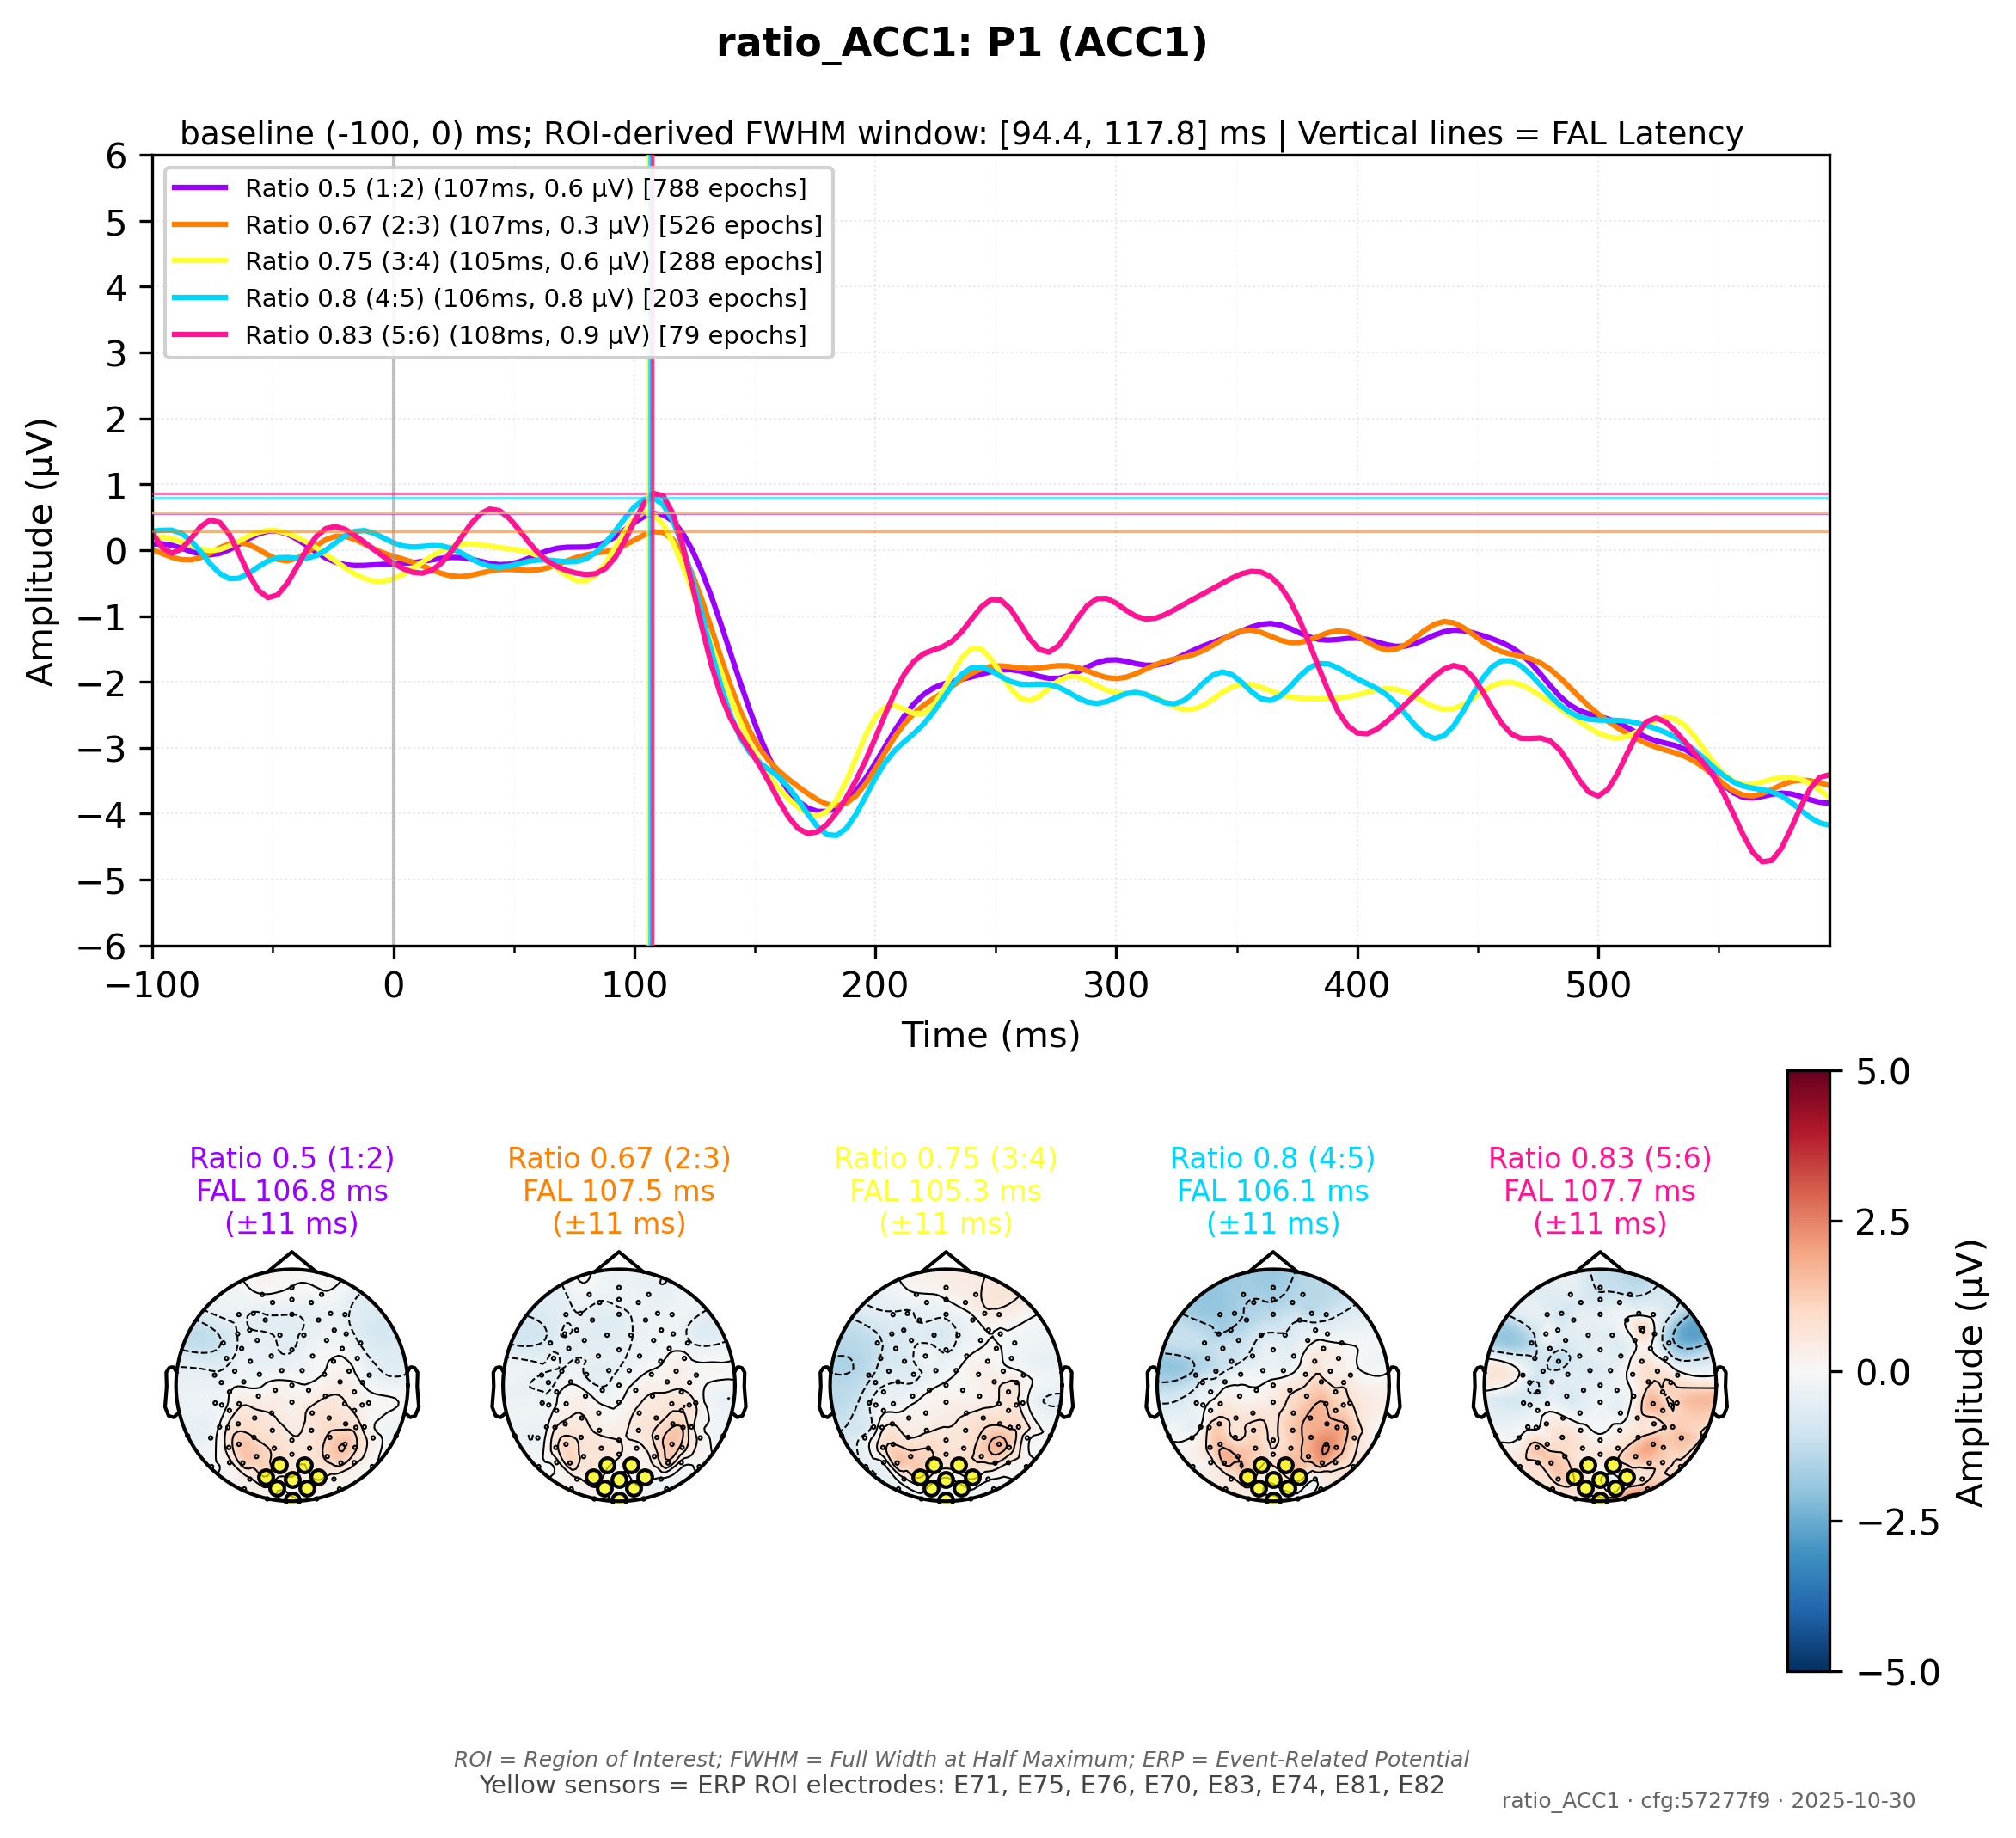 ratio_ACC1: P1 (ACC1)
baseline (-100, 0) ms; ROI-derived FWHM window: [94.4, 117.8] ms | Vertical lines = FAL Latency
Ratio 0.5 (1:2) (107ms, 0.6 µV) [788 epochs]
Ratio 0.67 (2:3) (107ms, 0.3 µV) [526 epochs]
Ratio 0.75 (3:4) (105ms, 0.6 µV) [288 epochs]
Ratio 0.8 (4:5) (106ms, 0.8 µV) [203 epochs]
Ratio 0.83 (5:6) (108ms, 0.9 µV) [79 epochs]
Amplitude (µV)
6
5
4
3
2
1
0
−1
−2
−3
−4
−5
−6
−100 0 100 200 300 400 500
Time (ms)
Ratio 0.5 (1:2)
FAL 106.8 ms
(±11 ms)
Ratio 0.67 (2:3)
FAL 107.5 ms
(±11 ms)
Ratio 0.75 (3:4)
FAL 105.3 ms
(±11 ms)
Ratio 0.8 (4:5)
FAL 106.1 ms
(±11 ms)
Ratio 0.83 (5:6)
FAL 107.7 ms
(±11 ms)
5.0
2.5
0.0
−2.5
−5.0
Amplitude (µV)
ROI = Region of Interest; FWHM = Full Width at Half Maximum; ERP = Event-Related Potential
Yellow sensors = ERP ROI electrodes: E71, E75, E76, E70, E83, E74, E81, E82
ratio_ACC1 · cfg:57277f9 · 2025-10-30